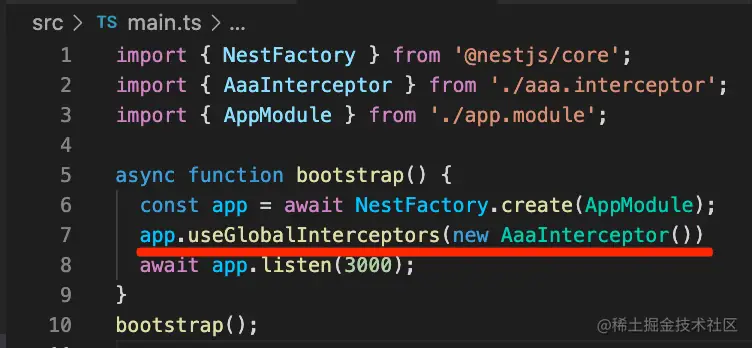 src > TS main.ts > ...
1 import { NestFactory } from '@nestjs/core';
2 import { AaaInterceptor } from './aaa.interceptor';
3 import { AppModule } from './app.module';
4
5 async function bootstrap() {
6 const app = await NestFactory.create(AppModule);
7 app.useGlobalInterceptors(new AaaInterceptor())
8 await app.listen(3000);
9 }
10 bootstrap();
@稀土掘金技术社区